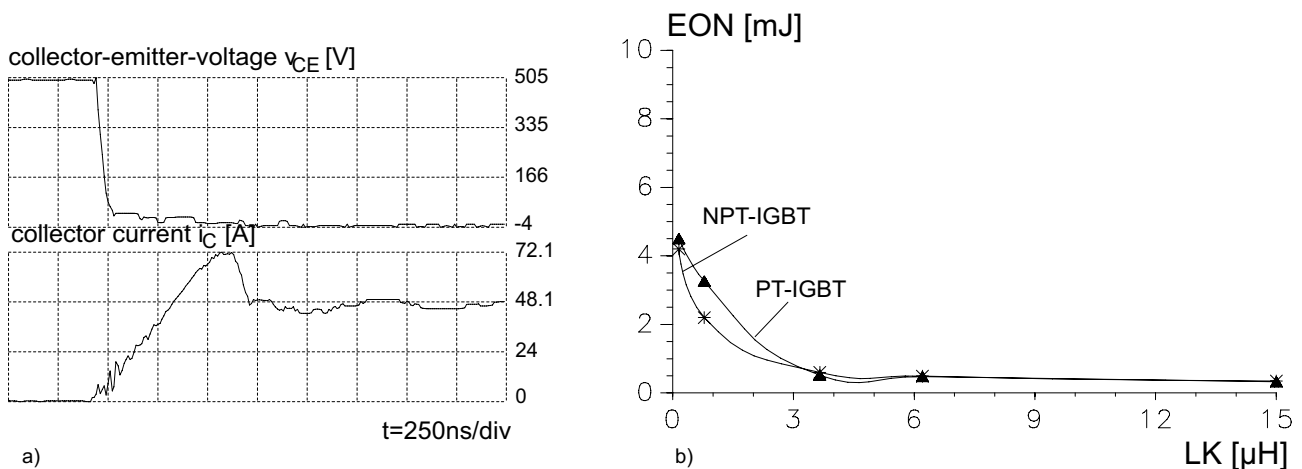 collector-emitter-voltage vCE [V]
505
335
166
-4
collector current iC [A]
72.1
48.1
24
0
t=250ns/div
a)
EON [mJ]
10
8
6
4
2
0
NPT-IGBT
PT-IGBT
0 3 6 9 12 15
LK [µH]
b)